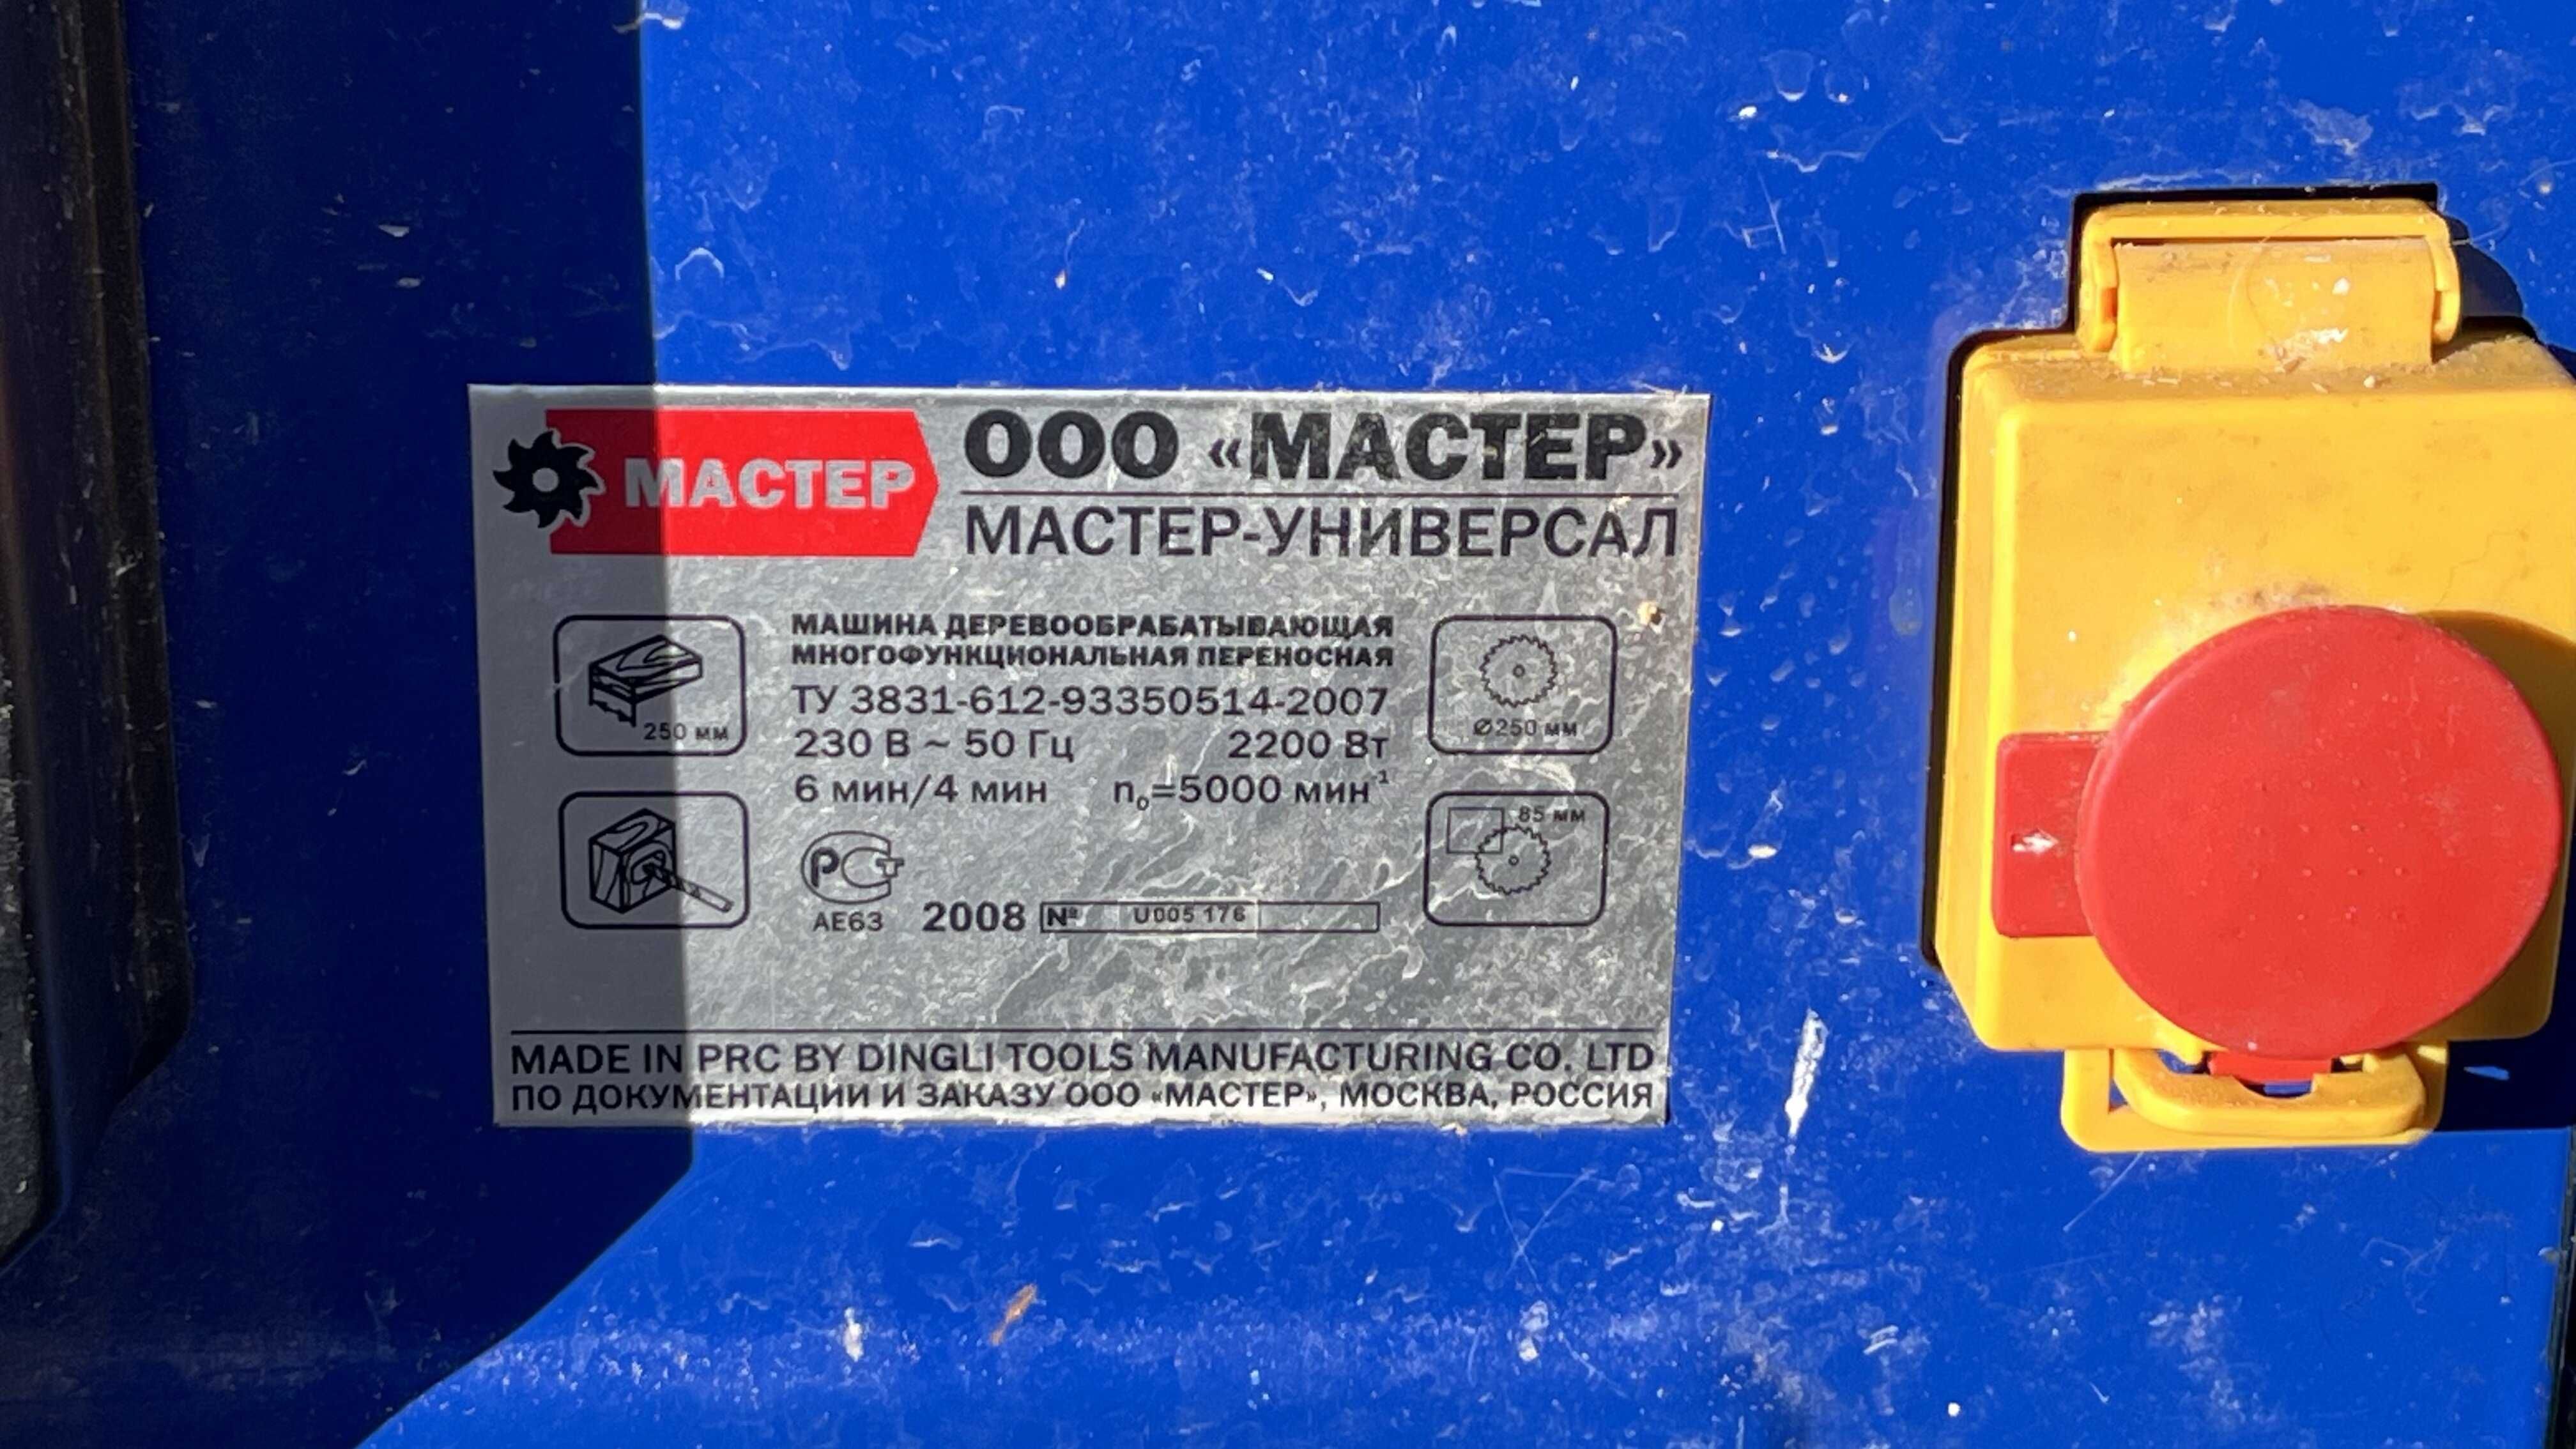 МАСТЕР
ООО «МАСТЕР»
МАСТЕР-УНИВЕРСАЛ
МАШИНА ДЕРЕВООБРАБАТЫВАЮЩАЯ
МНОГОФУНКЦИОНАЛЬНАЯ ПЕРЕНОСНАЯ
ТУ 3831-612-93350514-2007
230 В ~ 50 Гц 2200 Вт
6 мин/4 мин n₀=5000 мин⁻¹
250 мм
Ø250 мм
85 мм
РСТ
АЕ63 2008 № U005 176
MADE IN PRC BY DINGLI TOOLS MANUFACTURING CO. LTD
ПО ДОКУМЕНТАЦИИ И ЗАКАЗУ ООО «МАСТЕР», МОСКВА, РОССИЯ